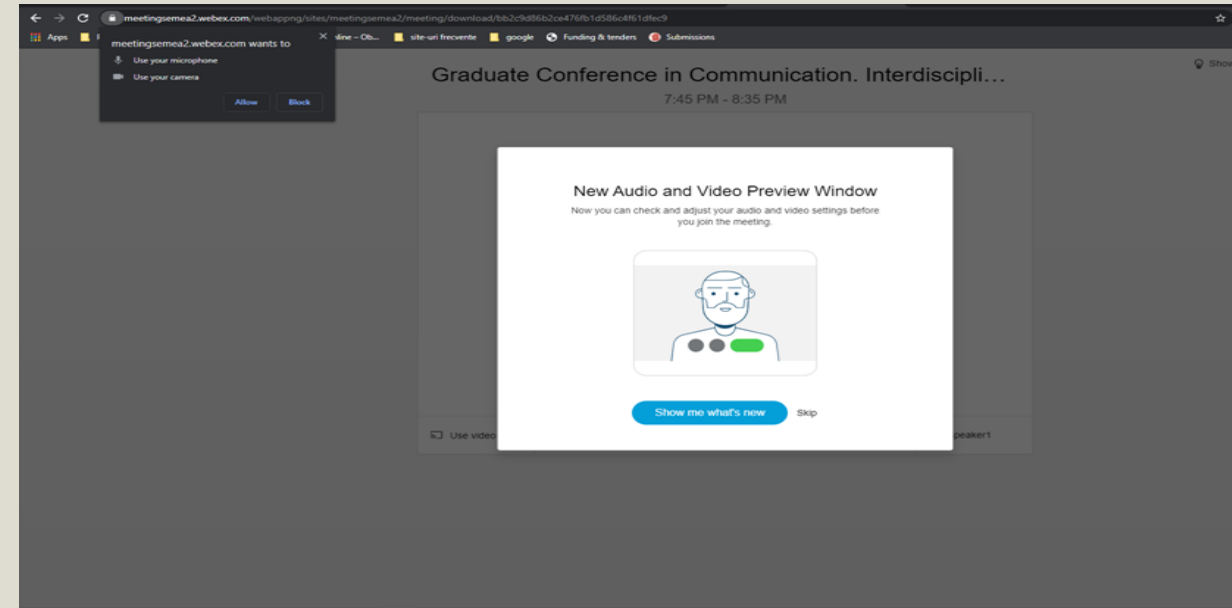 meetingsemea2.webex.com/webappng/sites/meetingsemea2/meeting/download/bb2c9d86b2ce476fb1d586c4f61dfec9
Apps
site-uri frecvente google Funding & tenders Submissions
meetingsemea2.webex.com wants to
Use your microphone
Use your camera
Allow Block
Show
Graduate Conference in Communication. Interdiscipli...
7:45 PM - 8:35 PM
New Audio and Video Preview Window
Now you can check and adjust your audio and video settings before
you join the meeting.
Show me what's new Skip
Use video